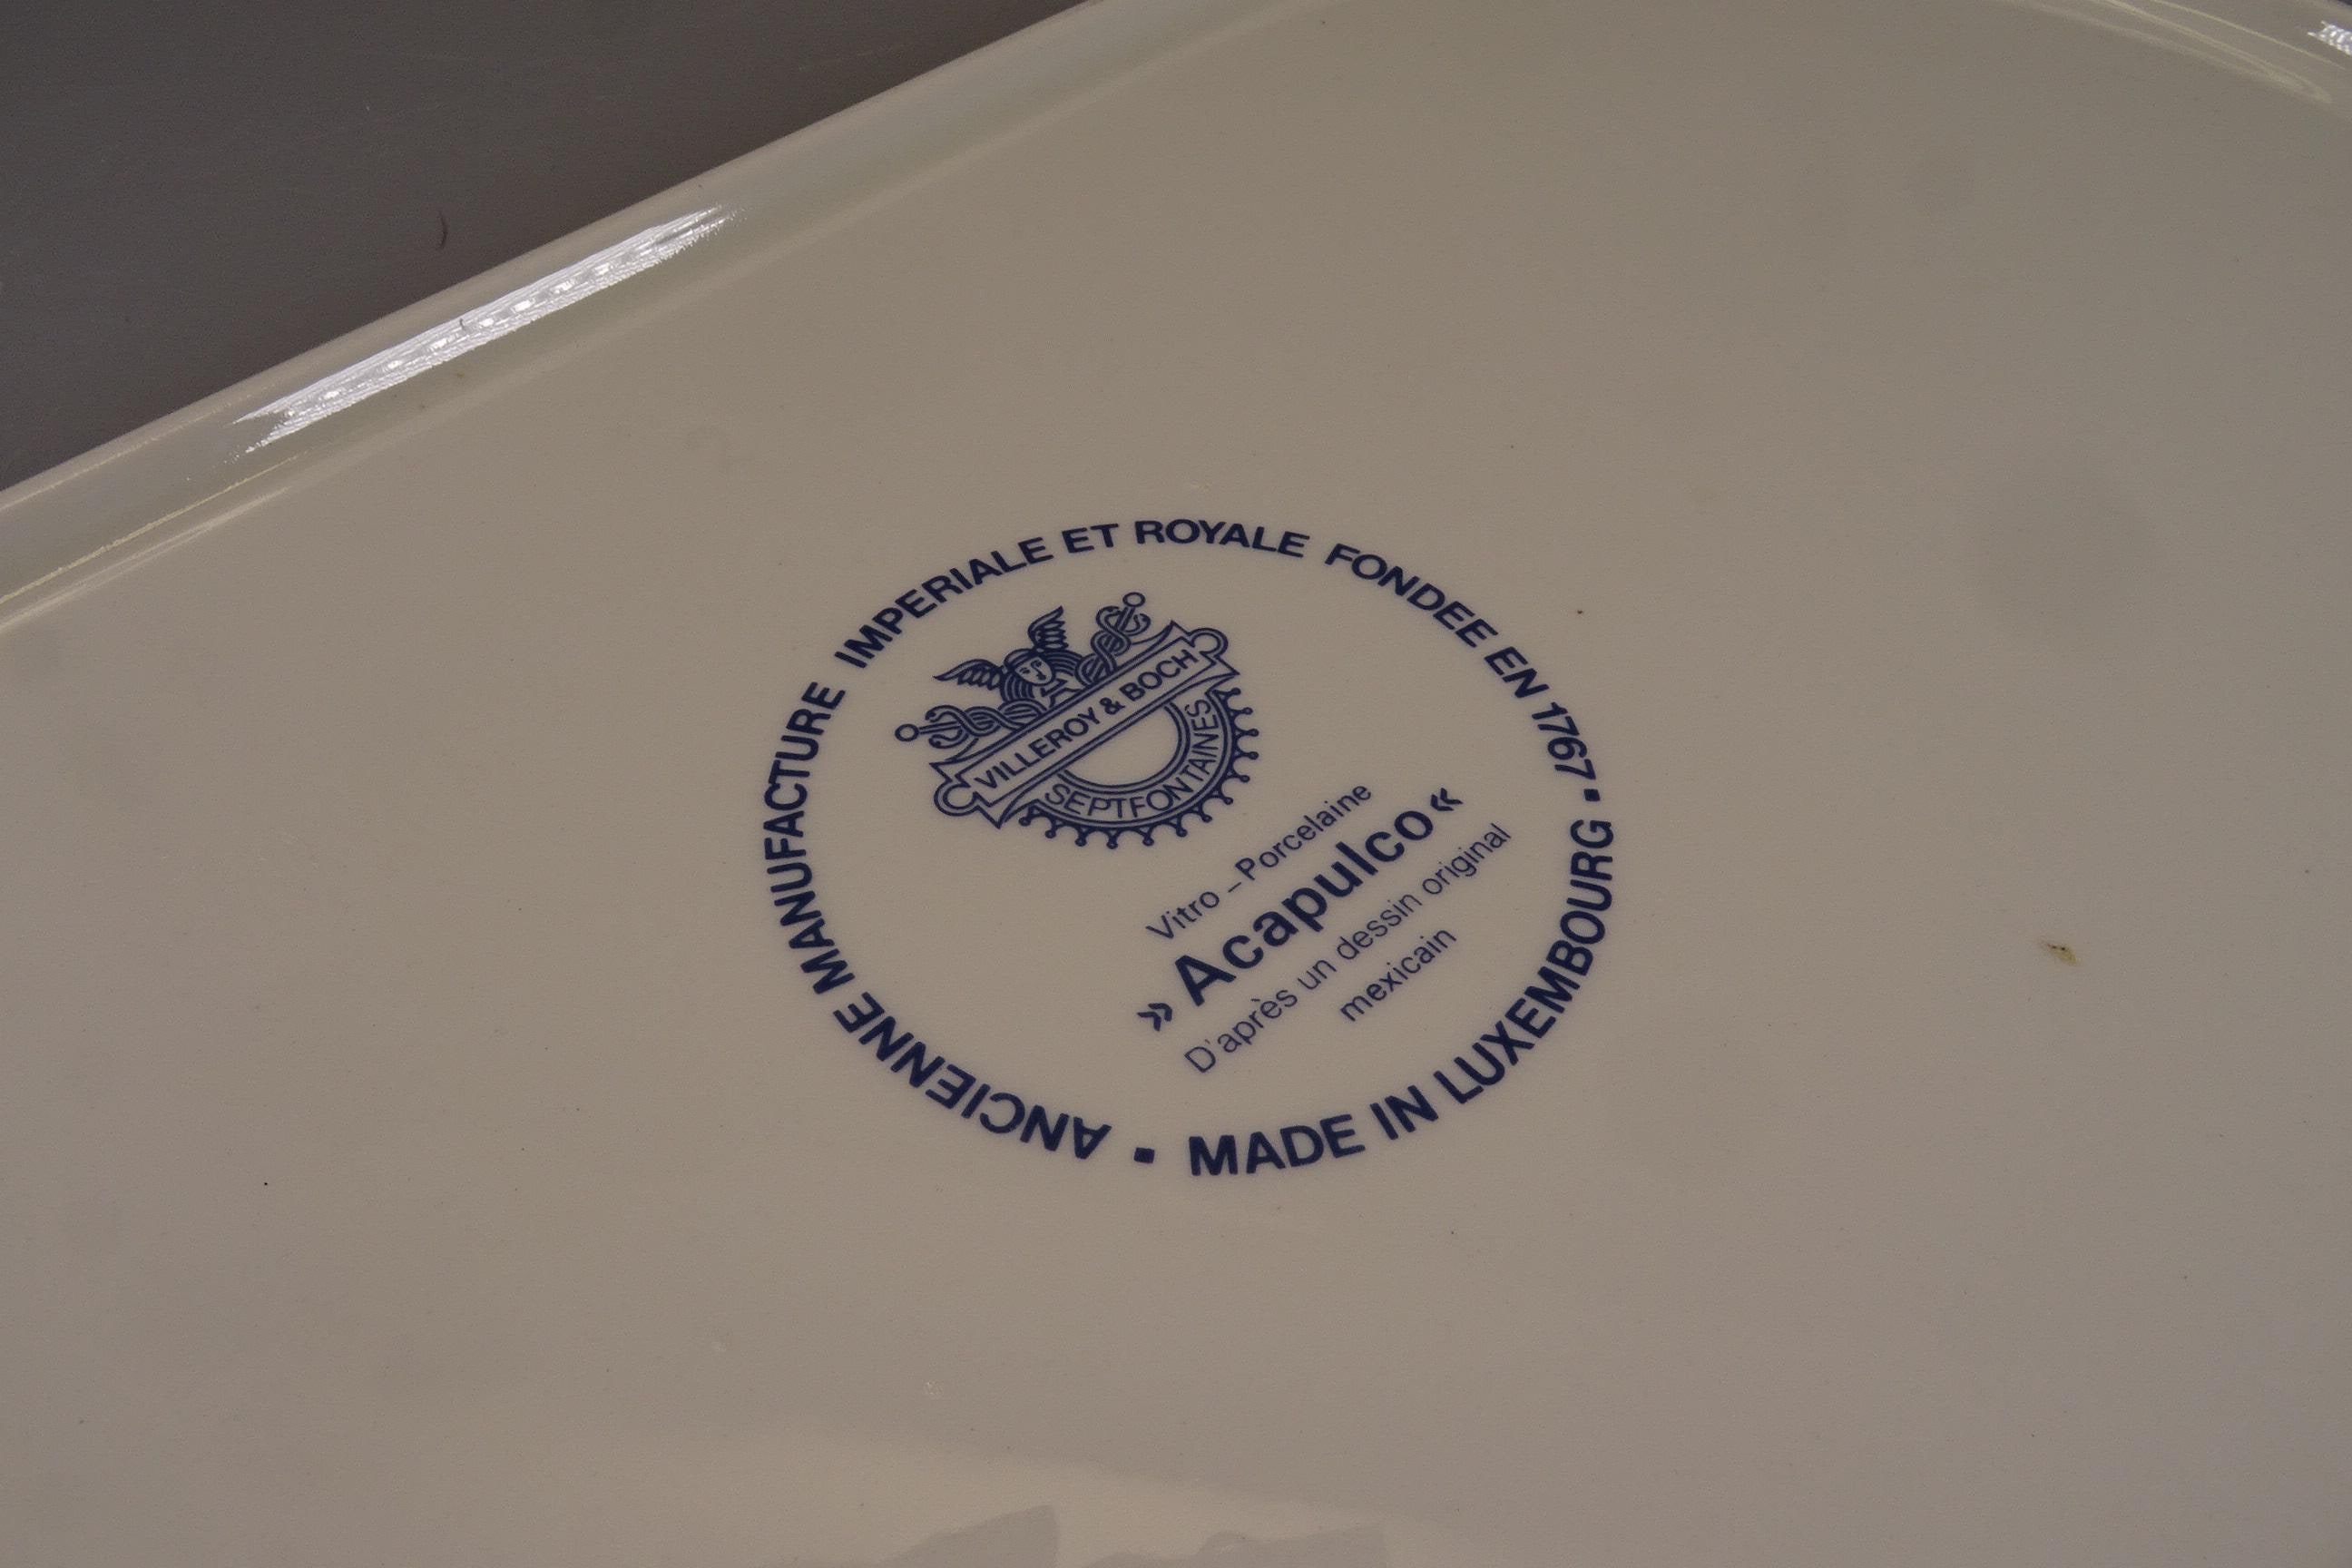 ANCIENNE MANUFACTURE IMPERIALE ET ROYALE FONDEE EN 1767 ▪
MADE IN LUXEMBOURG ▪
VILLEROY & BOCH
SEPTFONTAINES
Vitro – Porcelaine
»Acapulco«
D'après un dessin original
mexicain